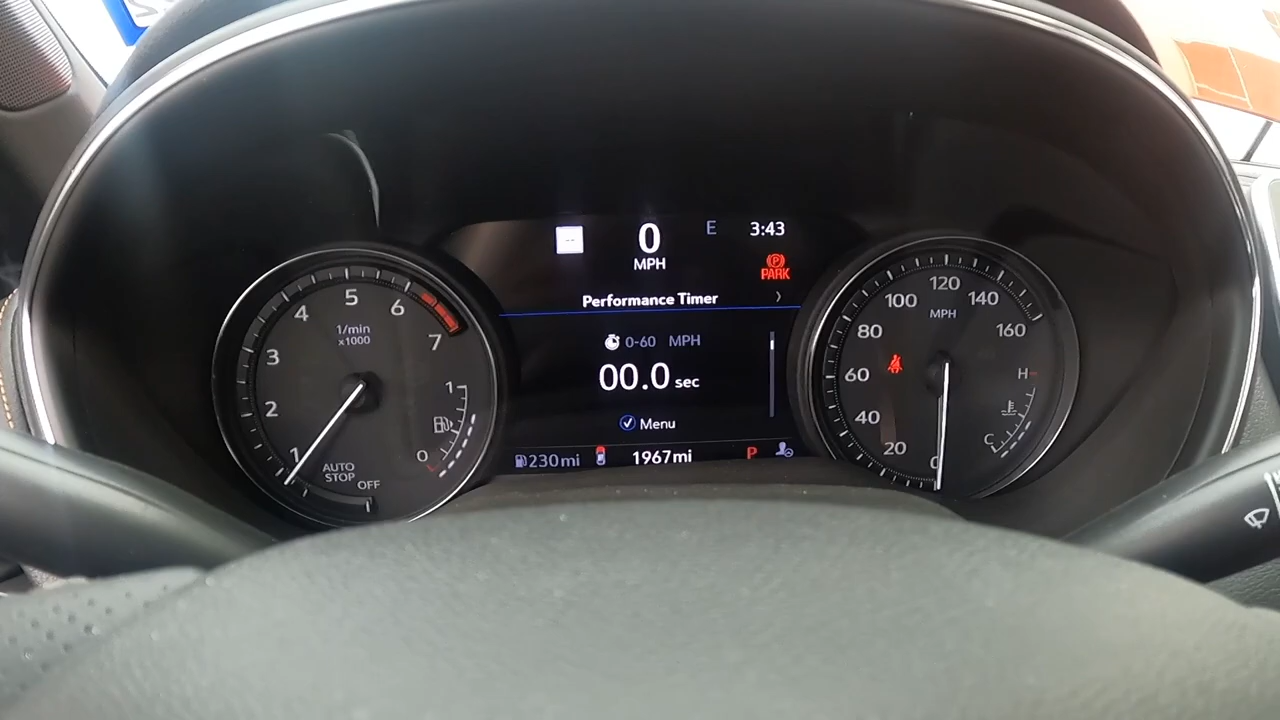 --
0
MPH
E
3:43
PARK
Performance Timer
0-60 MPH
00.0 sec
Menu
230mi
1967mi
P
1
2
3
4
5
6
7
1/min
x1000
AUTO
STOP
OFF
1
0
0
20
40
60
80
100
120
140
160
MPH
H
C